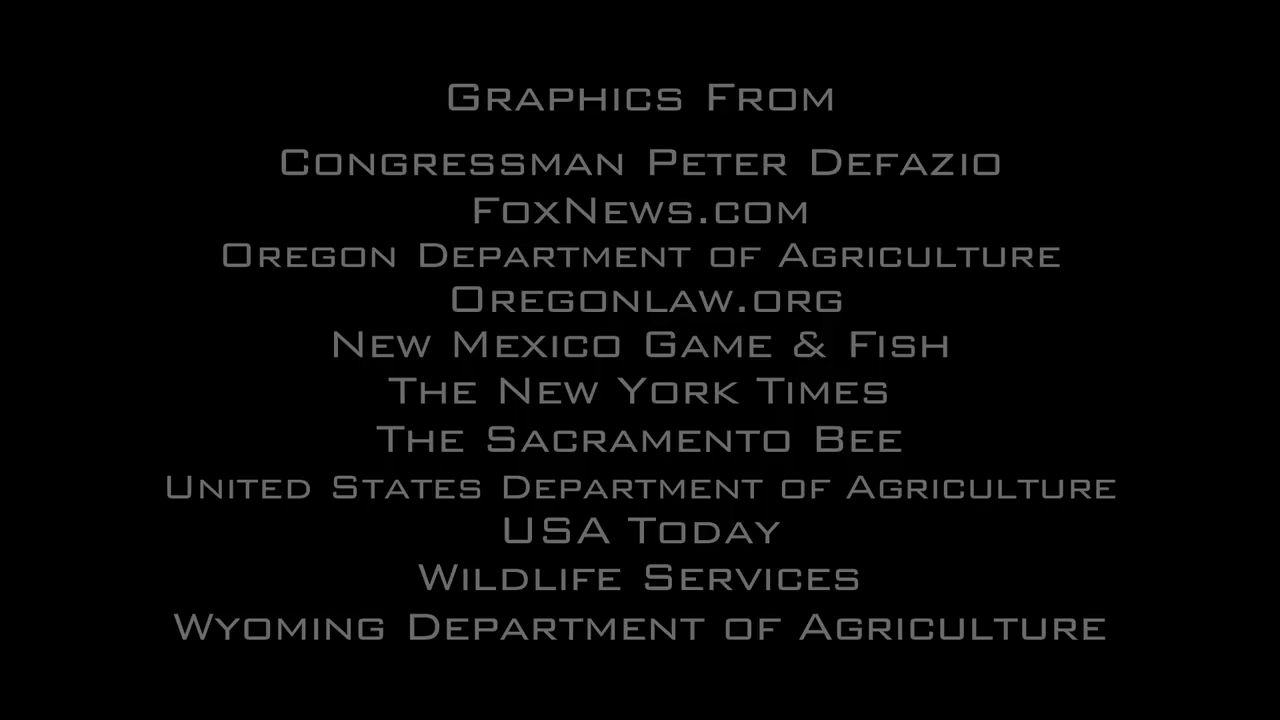 Graphics From
Congressman Peter Defazio
FoxNews.com
Oregon Department of Agriculture
Oregonlaw.org
New Mexico Game & Fish
The New York Times
The Sacramento Bee
United States Department of Agriculture
USA Today
Wildlife Services
Wyoming Department of Agriculture